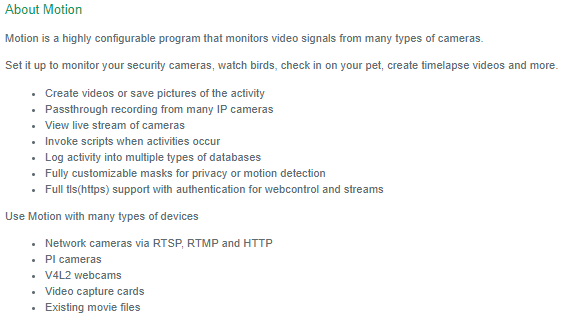 About Motion
Motion is a highly configurable program that monitors video signals from many types of cameras.
Set it up to monitor your security cameras, watch birds, check in on your pet, create timelapse videos and more.
• Create videos or save pictures of the activity
• Passthrough recording from many IP cameras
• View live stream of cameras
• Invoke scripts when activities occur
• Log activity into multiple types of databases
• Fully customizable masks for privacy or motion detection
• Full tls(https) support with authentication for webcontrol and streams
Use Motion with many types of devices
• Network cameras via RTSP, RTMP and HTTP
• PI cameras
• V4L2 webcams
• Video capture cards
• Existing movie files